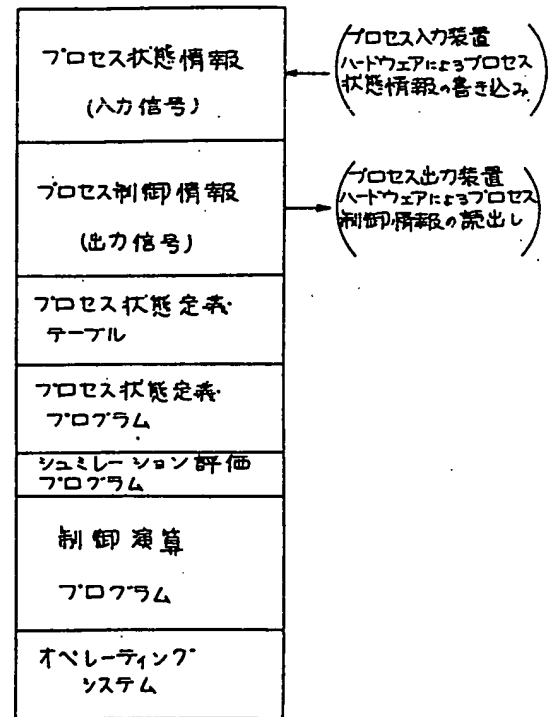 プロセス状態情報
(入力信号)
プロセス入力装置
ハードウェアによるプロセス
状態情報の書き込み
プロセス制御情報
(出力信号)
プロセス出力装置
ハードウェアによるプロセス
制御情報の読出し
プロセス状態定義
テーブル
プロセス状態定義
プログラム
シュミレーション評価
プログラム
制御演算
プログラム
オペレーティング
システム